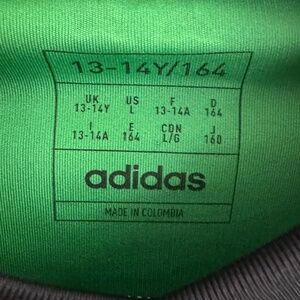 13-14Y/164
UK US F D
13-14Y L 13-14A 164
I E CDN J
13-14A 164 L/G 160
adidas
MADE IN COLOMBIA